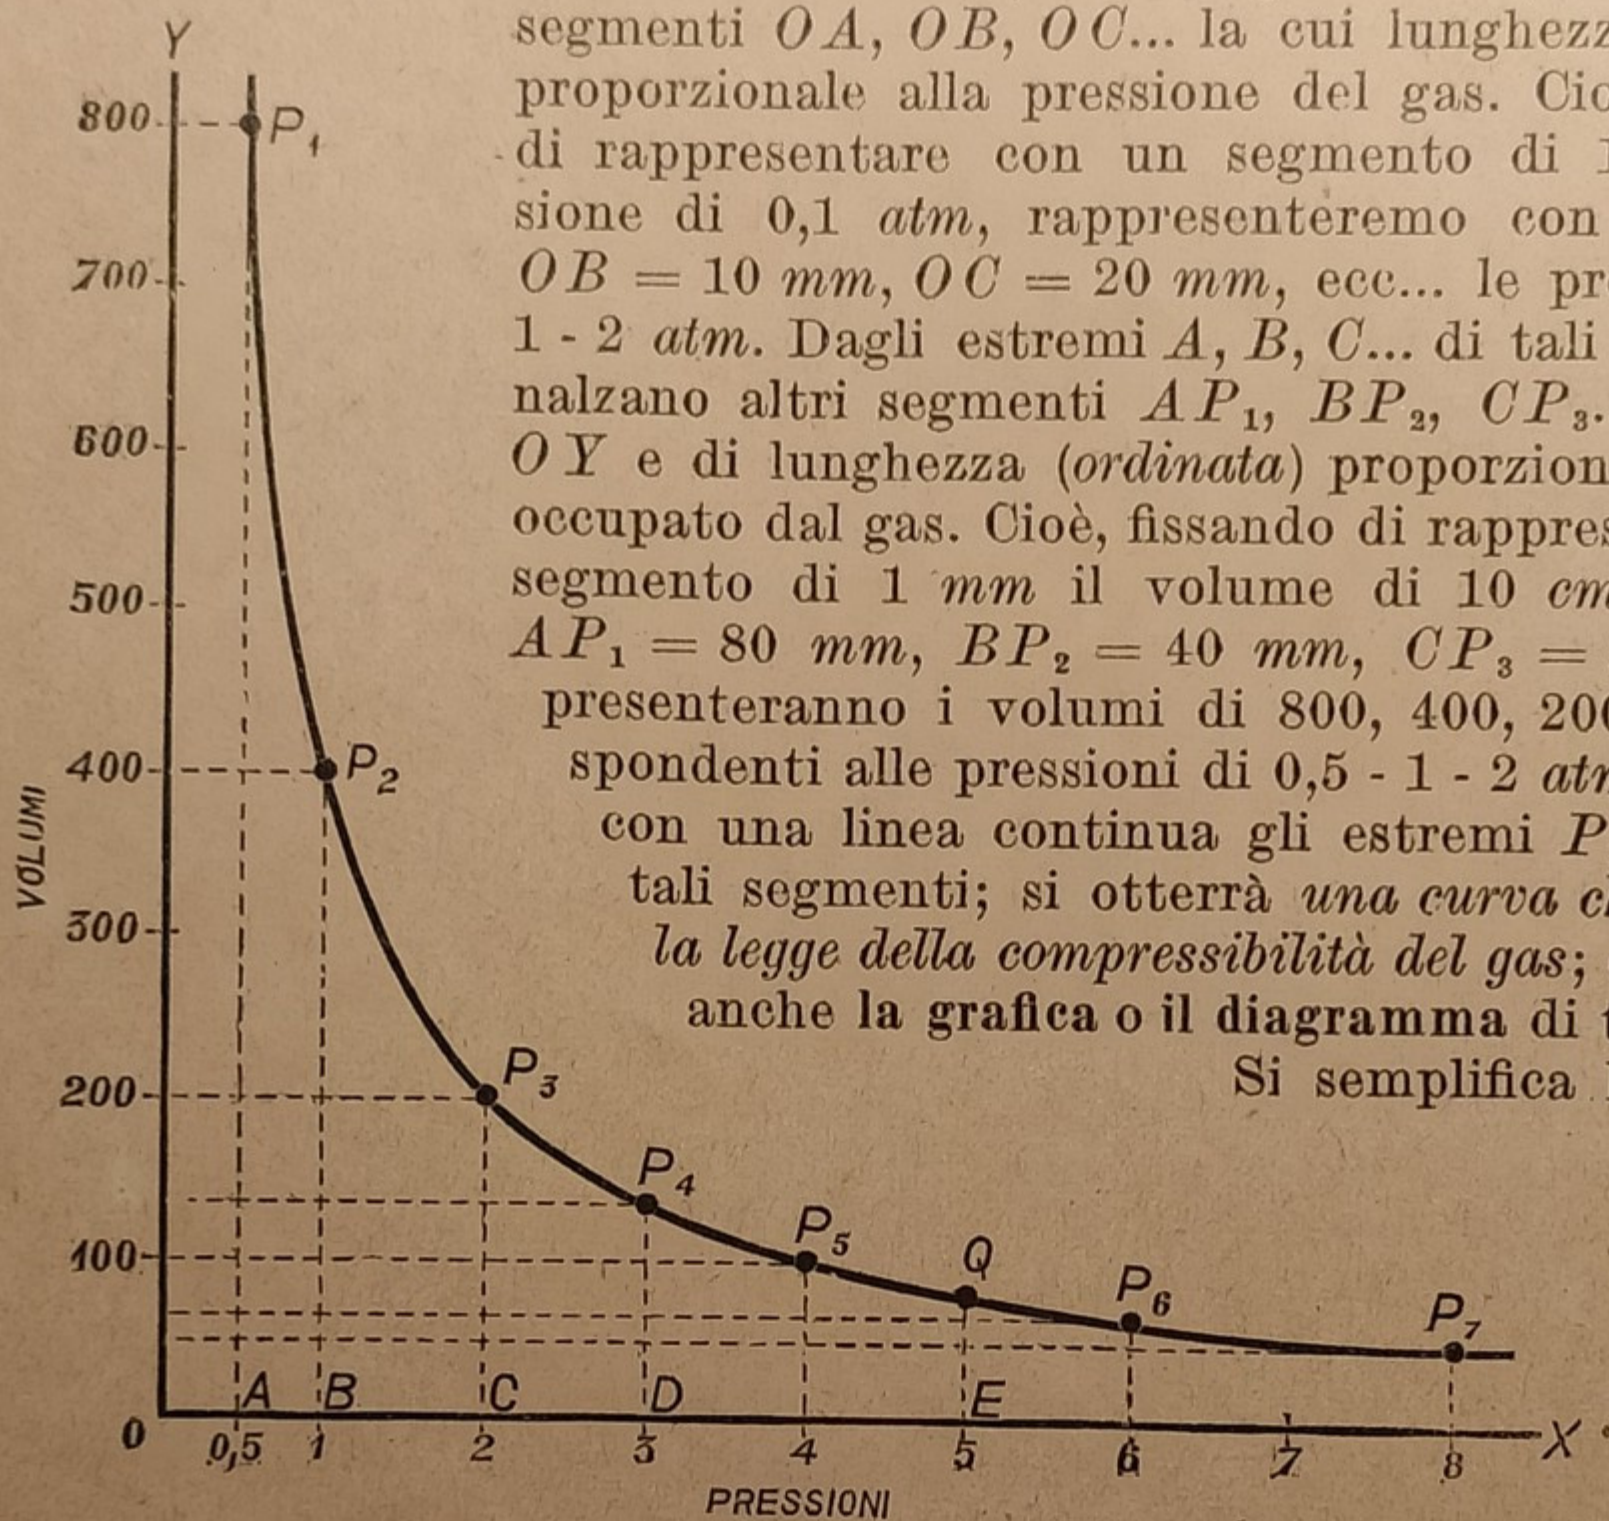 segmenti OA, OB, OC... la cui lunghezz
proporzionale alla pressione del gas. Cio
di rappresentare con un segmento di
sione di 0,1 atm, rappresenteremo con
OB = 10 mm, OC = 20 mm, ecc... le pr
1 - 2 atm. Dagli estremi A, B, C... di tali
nalzano altri segmenti AP₁, BP₂, CP₃.
OY e di lunghezza (ordinata) proporzion
occupato dal gas. Cioè, fissando di rappres
segmento di 1 mm il volume di 10 cm
AP₁ = 80 mm, BP₂ = 40 mm, CP₃ =
presenteranno i volumi di 800, 400, 200
spondenti alle pressioni di 0,5 - 1 - 2 atm
con una linea continua gli estremi P
tali segmenti; si otterrà una curva ch
la legge della compressibilità del gas;
anche la grafica o il diagramma di t
Si semplifica
Y
800 P₁
700
600
500
400 P₂
VOLUMI
300
200 P₃
P₄
100 P₅ Q P₆ P₇
A B C D E
0 0,5 1 2 3 4 5 6 7 8 X
PRESSIONI